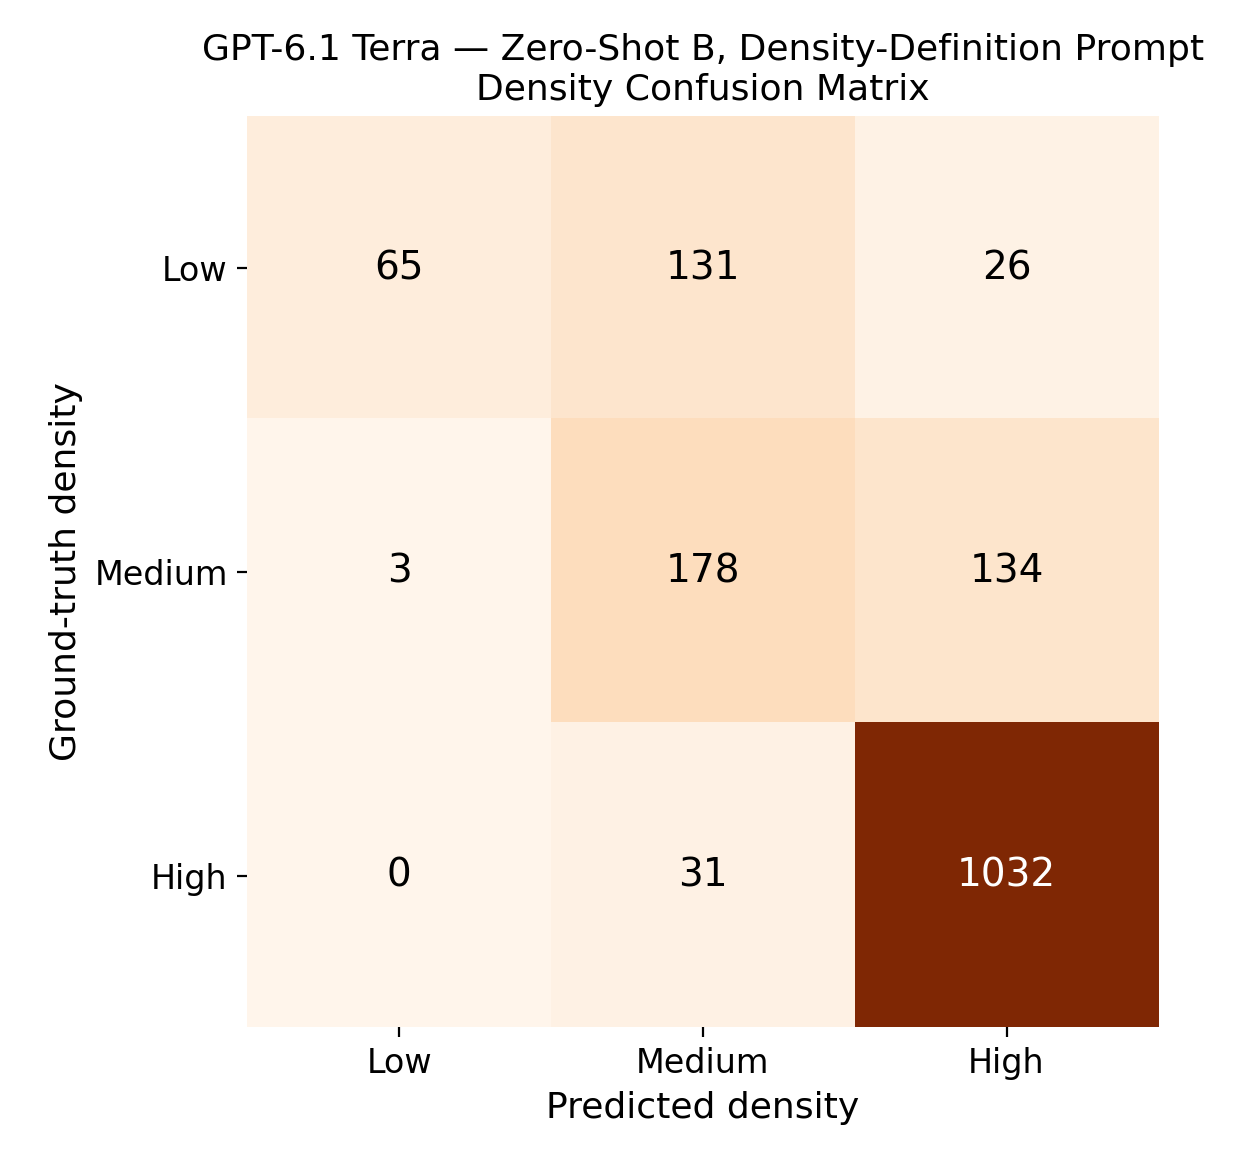 GPT-6.1 Terra — Zero-Shot B, Density-Definition Prompt
Density Confusion Matrix
Ground-truth density
Low
65
131
26
Medium
3
178
134
High
0
31
1032
Low
Medium
High
Predicted density